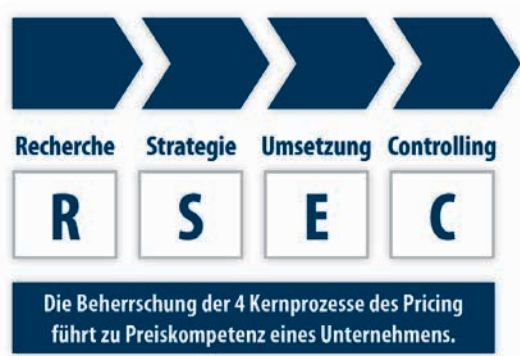 Recherche Strategie Umsetzung Controlling
R S E C
Die Beherrschung der 4 Kernprozesse des Pricing
führt zu Preiskompetenz eines Unternehmens.